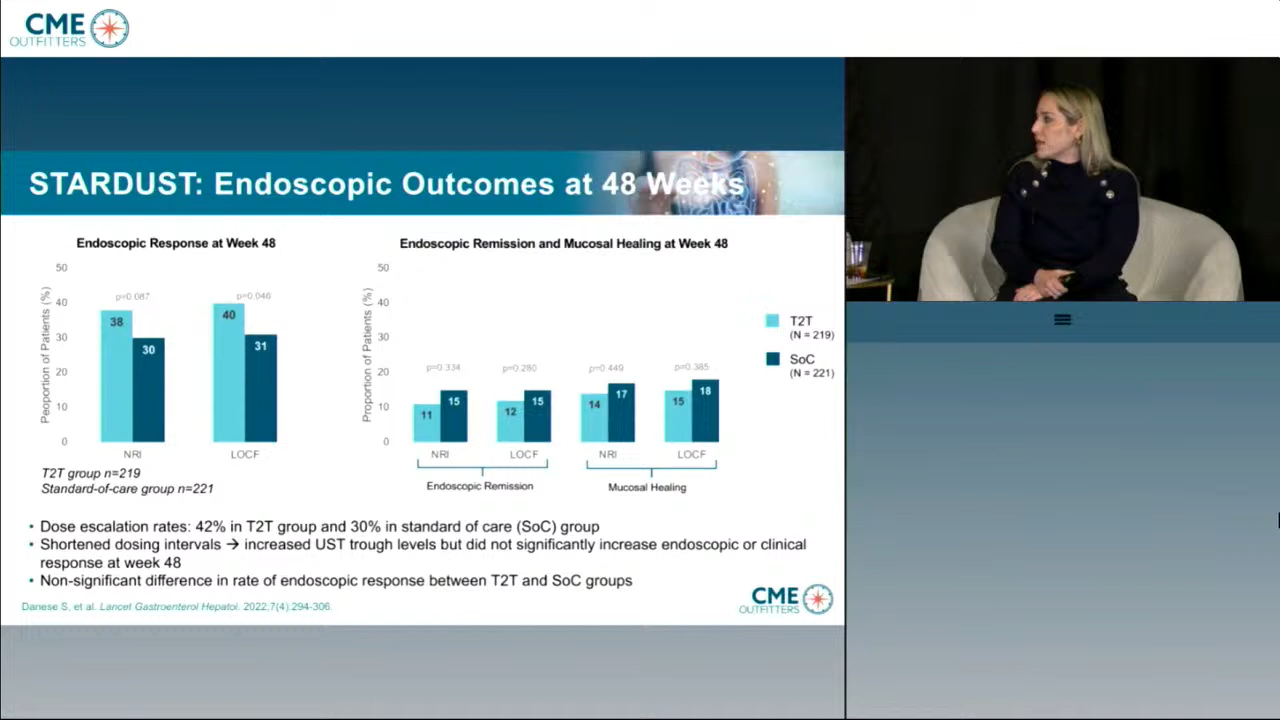 CME
OUTFITTERS
STARDUST: Endoscopic Outcomes at 48 Weeks
Endoscopic Response at Week 48
Peoportion of Patients (%)
50
40
30
20
10
0
p=0.087
p=0.046
38
30
40
31
NRI
LOCF
T2T group n=219
Standard-of-care group n=221
Endoscopic Remission and Mucosal Healing at Week 48
Proportion of Patients (%)
50
40
30
20
10
0
p=0.334
p=0.280
p=0.449
p=0.385
11
15
12
15
14
17
15
18
NRI
LOCF
NRI
LOCF
Endoscopic Remission
Mucosal Healing
T2T
(N = 219)
SoC
(N = 221)
• Dose escalation rates: 42% in T2T group and 30% in standard of care (SoC) group
• Shortened dosing intervals → increased UST trough levels but did not significantly increase endoscopic or clinical
response at week 48
• Non-significant difference in rate of endoscopic response between T2T and SoC groups
Danese S, et al. Lancet Gastroenterol Hepatol. 2022;7(4):294-306.
CME
OUTFITTERS